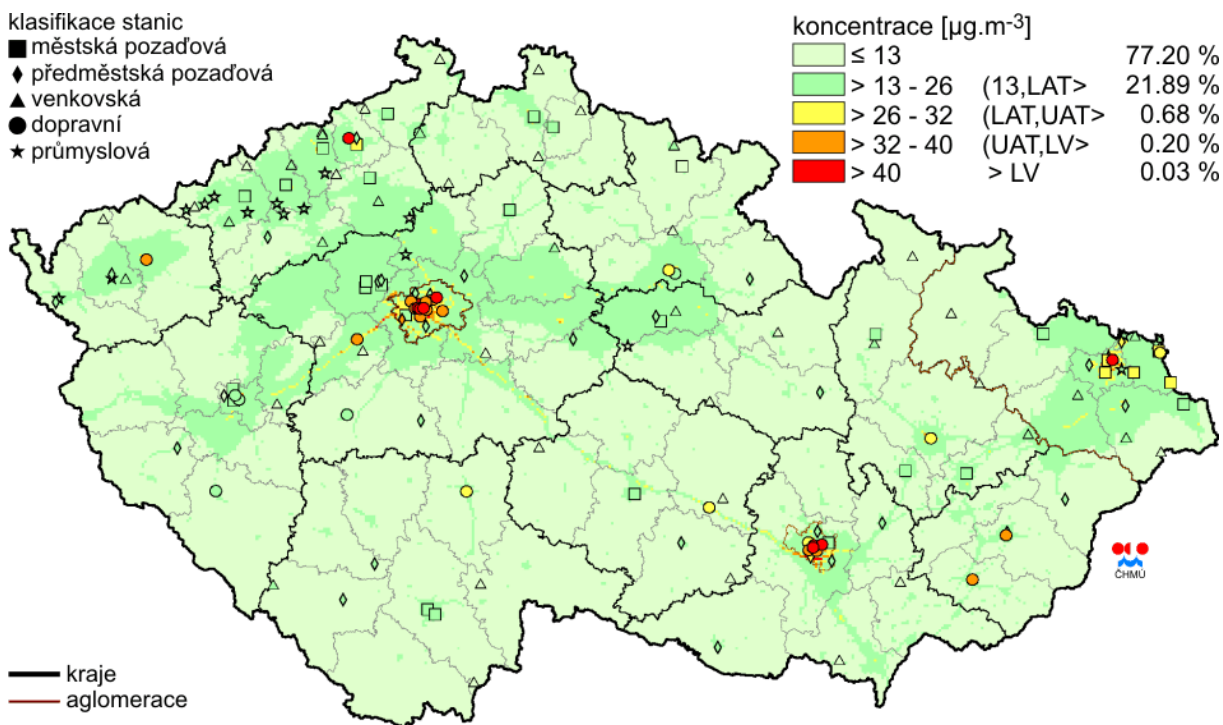 klasifikace stanic
městská pozaďová
předměstská pozaďová
venkovská
dopravní
průmyslová
koncentrace [µg.m-3]
≤ 13 77.20 %
> 13 - 26 (13,LAT> 21.89 %
> 26 - 32 (LAT,UAT> 0.68 %
> 32 - 40 (UAT,LV> 0.20 %
> 40 > LV 0.03 %
ČHMÚ
kraje
aglomerace